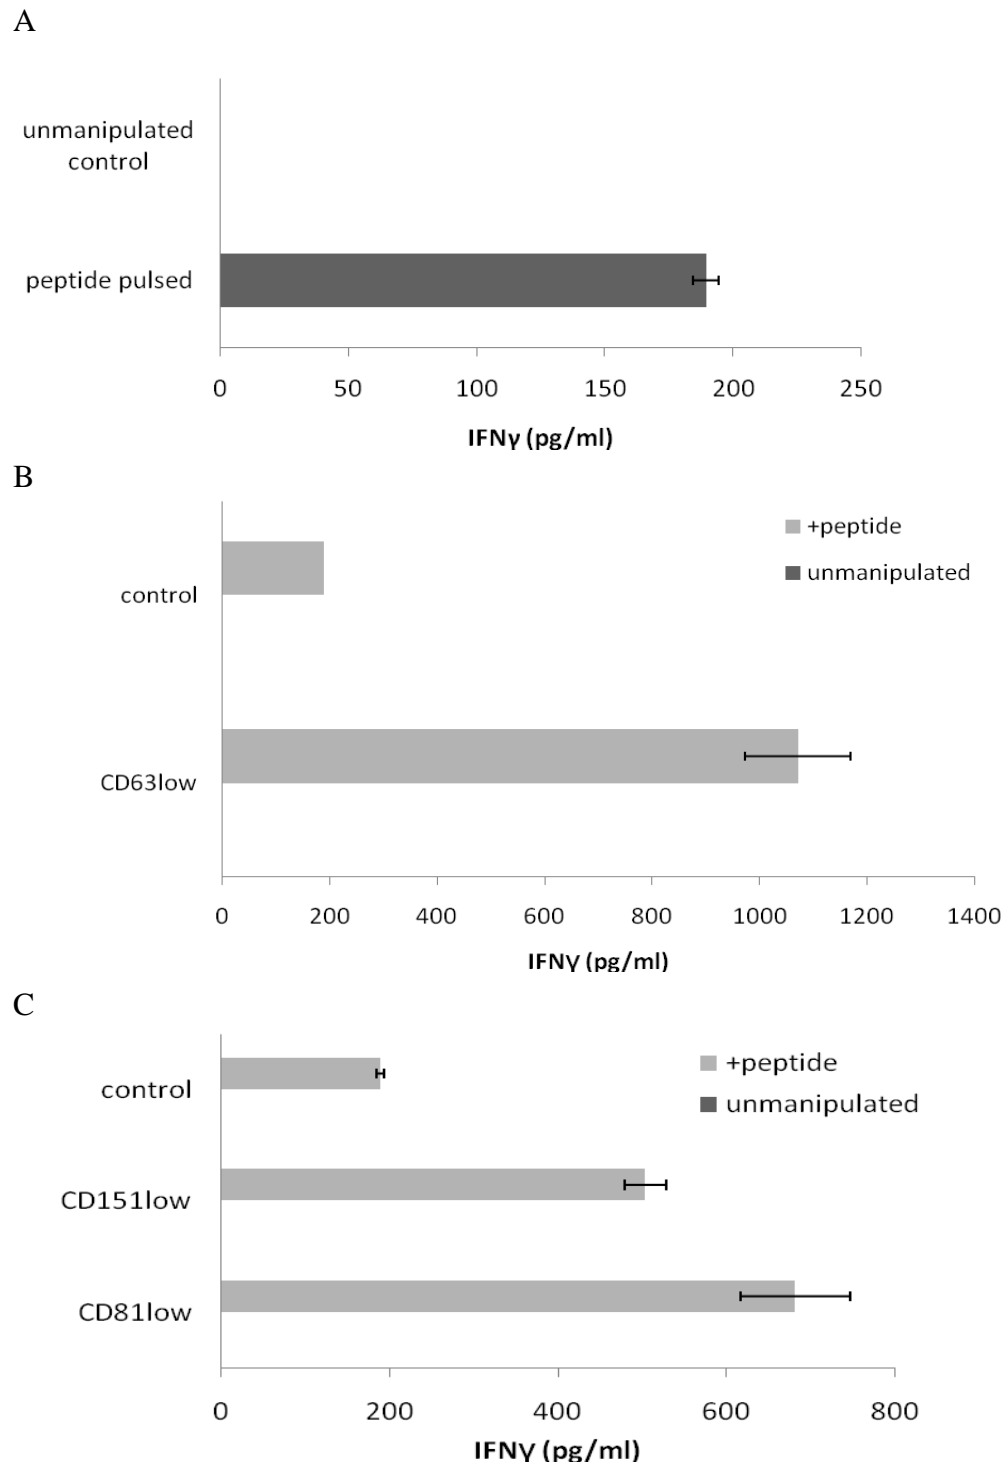 A
unmanipulated
control
peptide pulsed
0 50 100 150 200 250
IFNγ (pg/ml)
B
+peptide
unmanipulated
control
CD63low
0 200 400 600 800 1000 1200 1400
IFNγ (pg/ml)
C
+peptide
unmanipulated
control
CD151low
CD81low
0 200 400 600 800
IFNγ (pg/ml)